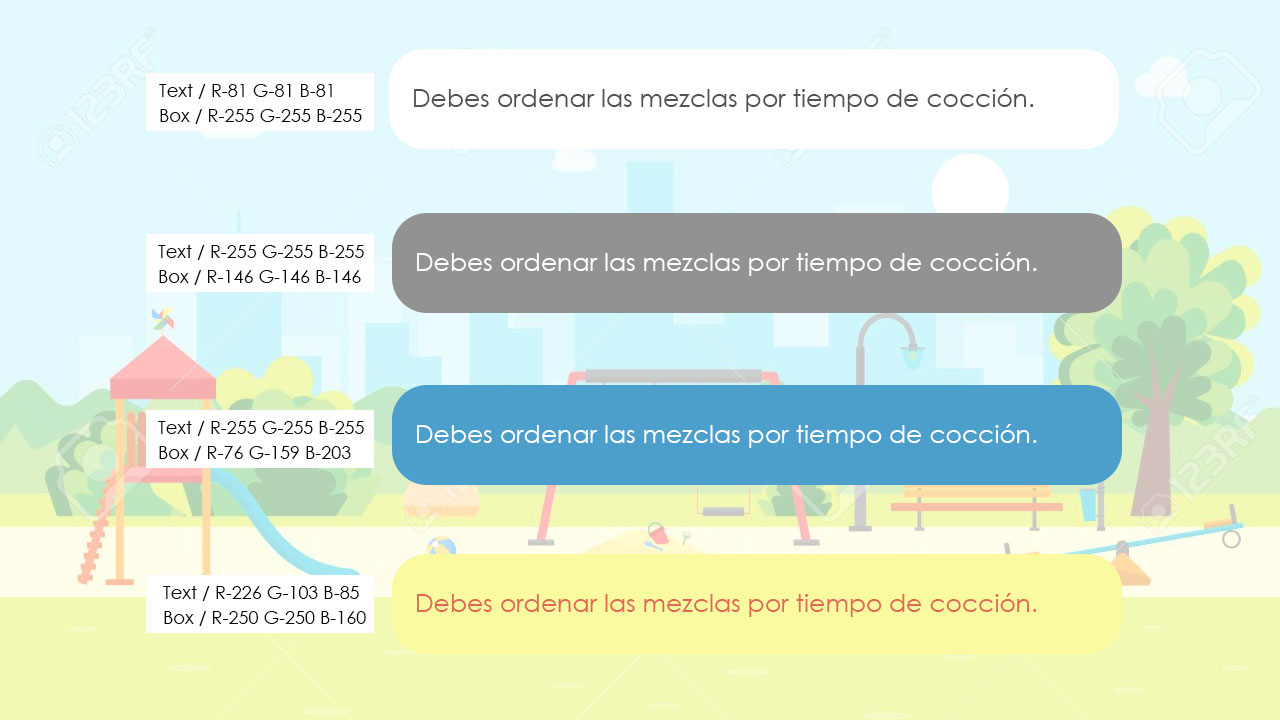 Text / R-81 G-81 B-81
Box / R-255 G-255 B-255
Debes ordenar las mezclas por tiempo de cocción.
Text / R-255 G-255 B-255
Box / R-146 G-146 B-146
Debes ordenar las mezclas por tiempo de cocción.
Text / R-255 G-255 B-255
Box / R-76 G-159 B-203
Debes ordenar las mezclas por tiempo de cocción.
Text / R-226 G-103 B-85
Box / R-250 G-250 B-160
Debes ordenar las mezclas por tiempo de cocción.
123RF
123RF
123RF